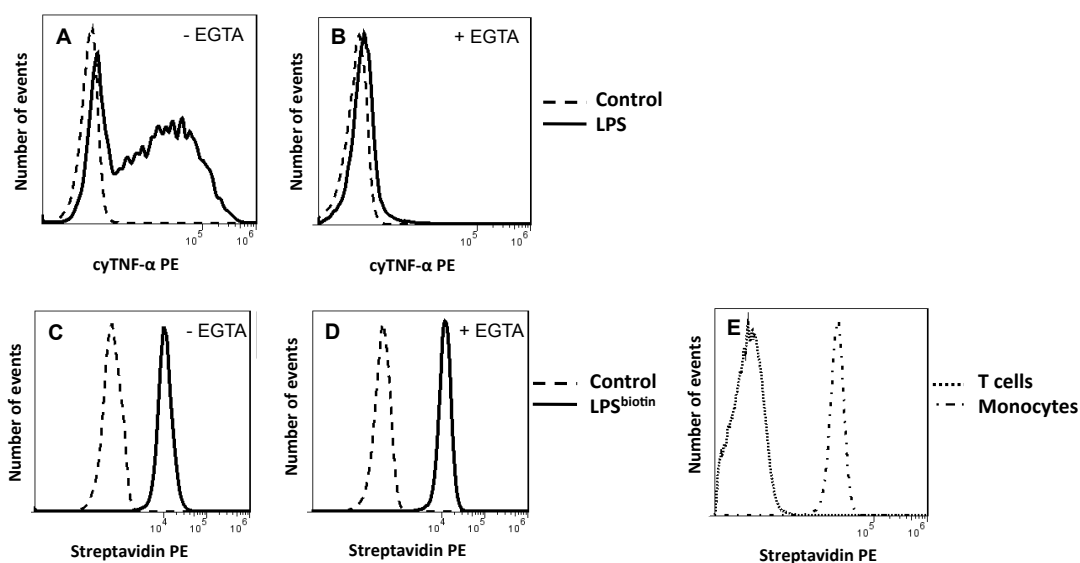 A
- EGTA
Number of events
10^5
10^6
cyTNF-α PE
B
+ EGTA
Number of events
10^5
10^6
cyTNF-α PE
Control
LPS
C
- EGTA
Number of events
10^4
10^5
10^6
Streptavidin PE
D
+ EGTA
Number of events
10^4
10^5
10^6
Streptavidin PE
Control
LPS^biotin
E
Number of events
10^5
10^6
Streptavidin PE
T cells
Monocytes